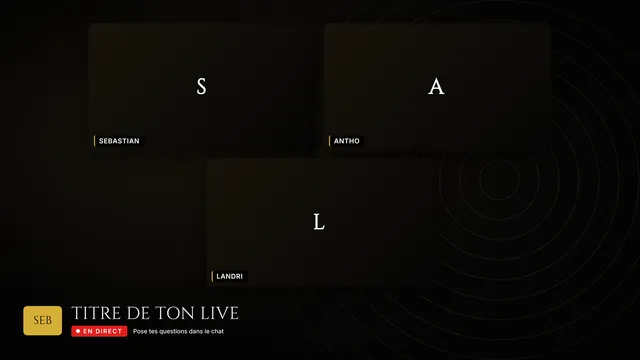 S
A
SEBASTIAN
ANTHO
L
LANDRI
SEB
TITRE DE TON LIVE
EN DIRECT
Pose tes questions dans le chat